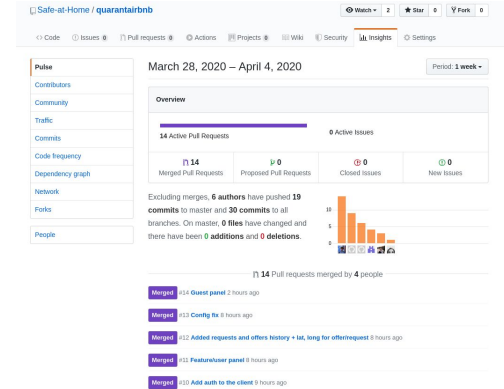 Safe-at-Home / quarantairbnb
Watch 2 Star 0 Fork 0
Code Issues 0 Pull requests 0 Actions Projects 0 Wiki Security Insights Settings
Pulse
Contributors
Community
Traffic
Commits
Code frequency
Dependency graph
Network
Forks
People
March 28, 2020 – April 4, 2020
Period: 1 week
Overview
14 Active Pull Requests
0 Active Issues
14
Merged Pull Requests
0
Proposed Pull Requests
0
Closed Issues
0
New Issues
Excluding merges, 6 authors have pushed 19
commits to master and 30 commits to all
branches. On master, 0 files have changed and
there have been 0 additions and 0 deletions.
10
5
0
14 Pull requests merged by 4 people
Merged #14 Guest panel 2 hours ago
Merged #13 Config fix 8 hours ago
Merged #12 Added requests and offers history + lat, long for offer/request 8 hours ago
Merged #11 Feature/user panel 8 hours ago
Merged #10 Add auth to the client 9 hours ago